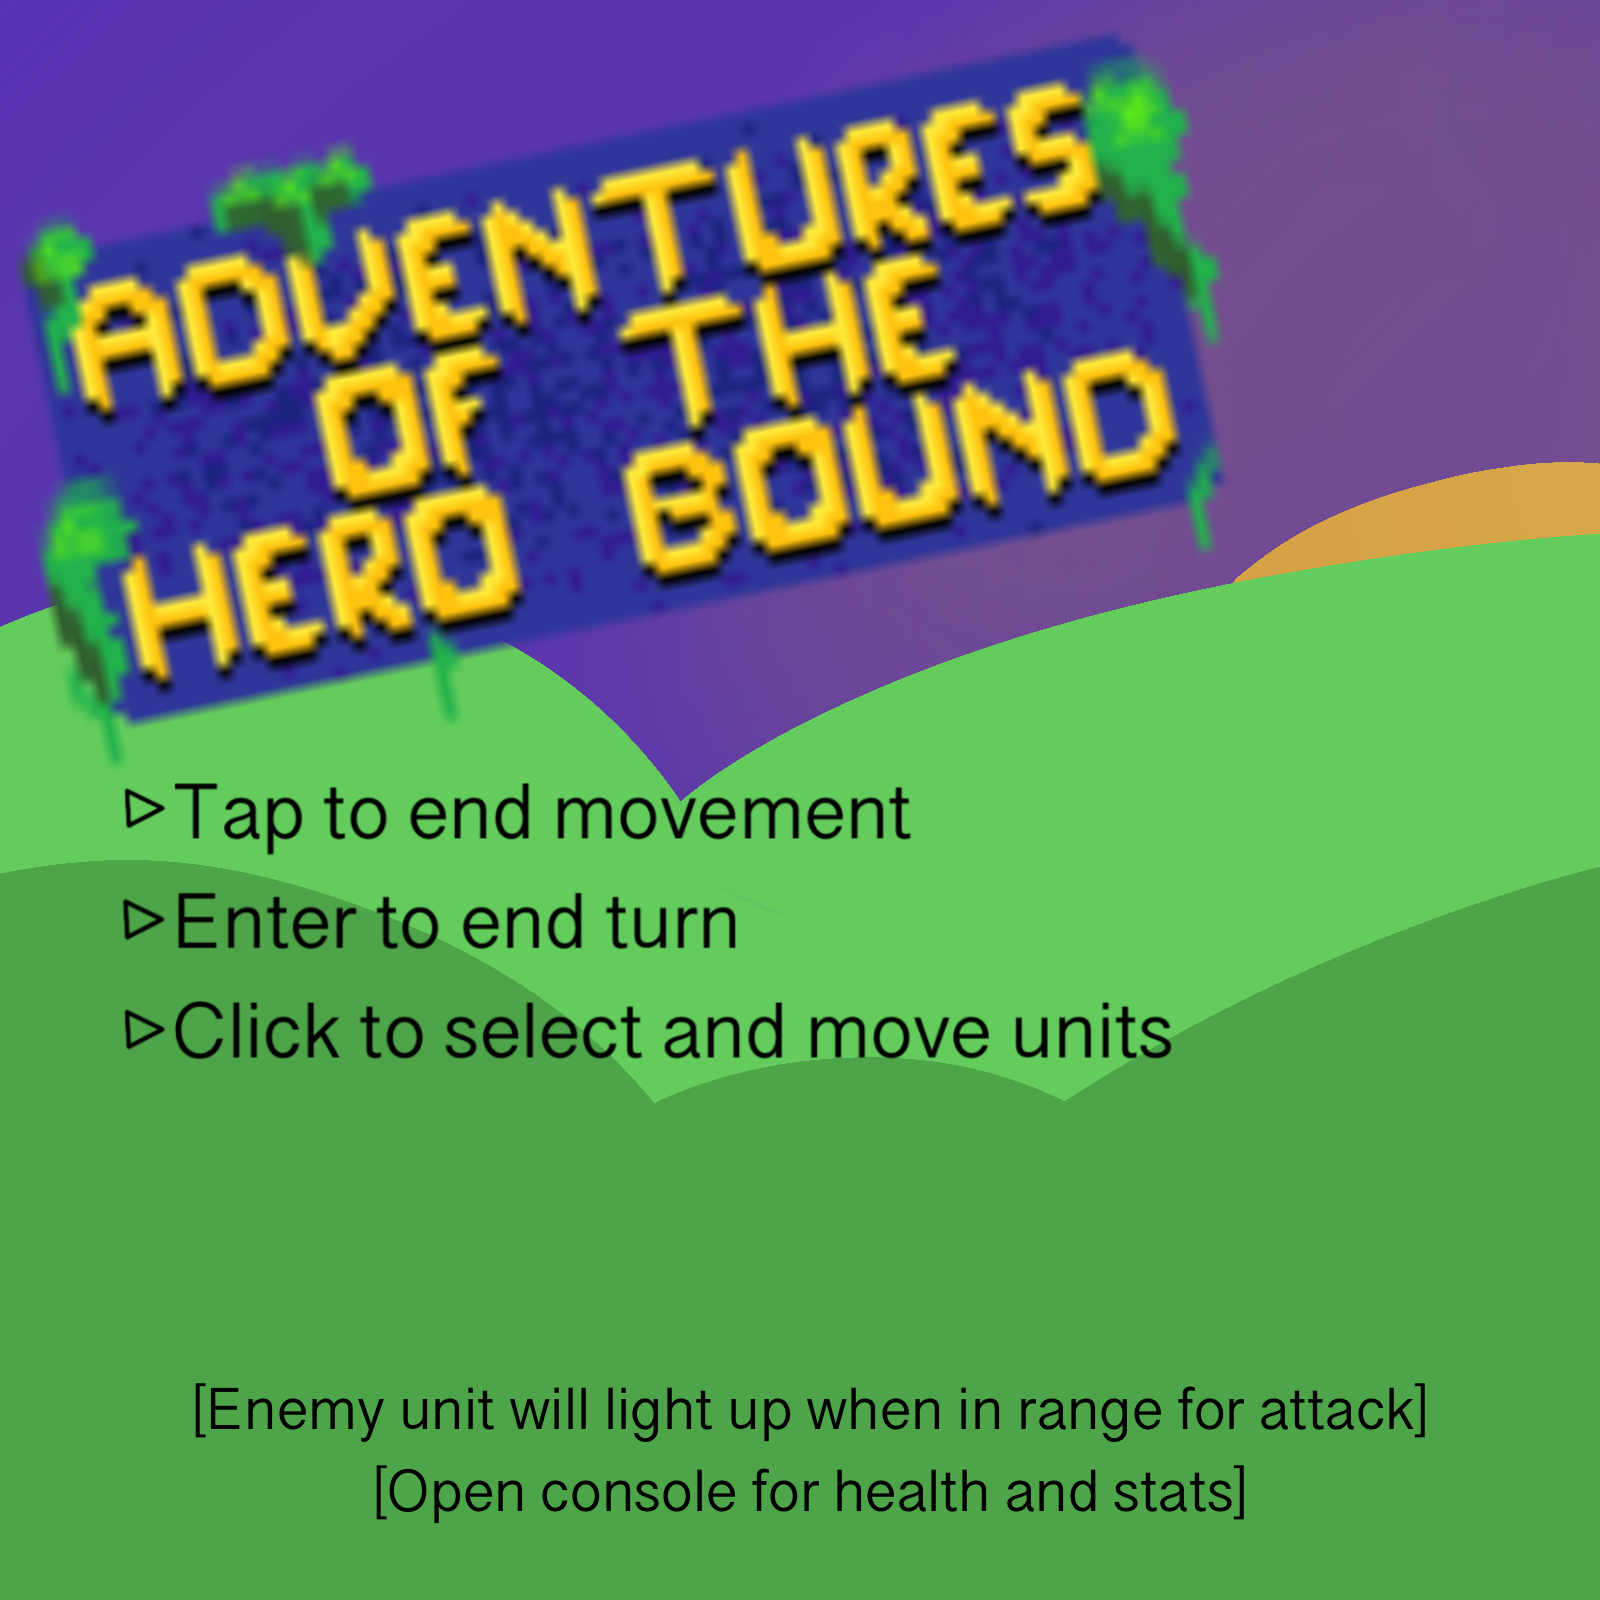 ADVENTURES
OF THE
HERO BOUND
▷Tap to end movement
▷Enter to end turn
▷Click to select and move units
[Enemy unit will light up when in range for attack]
[Open console for health and stats]